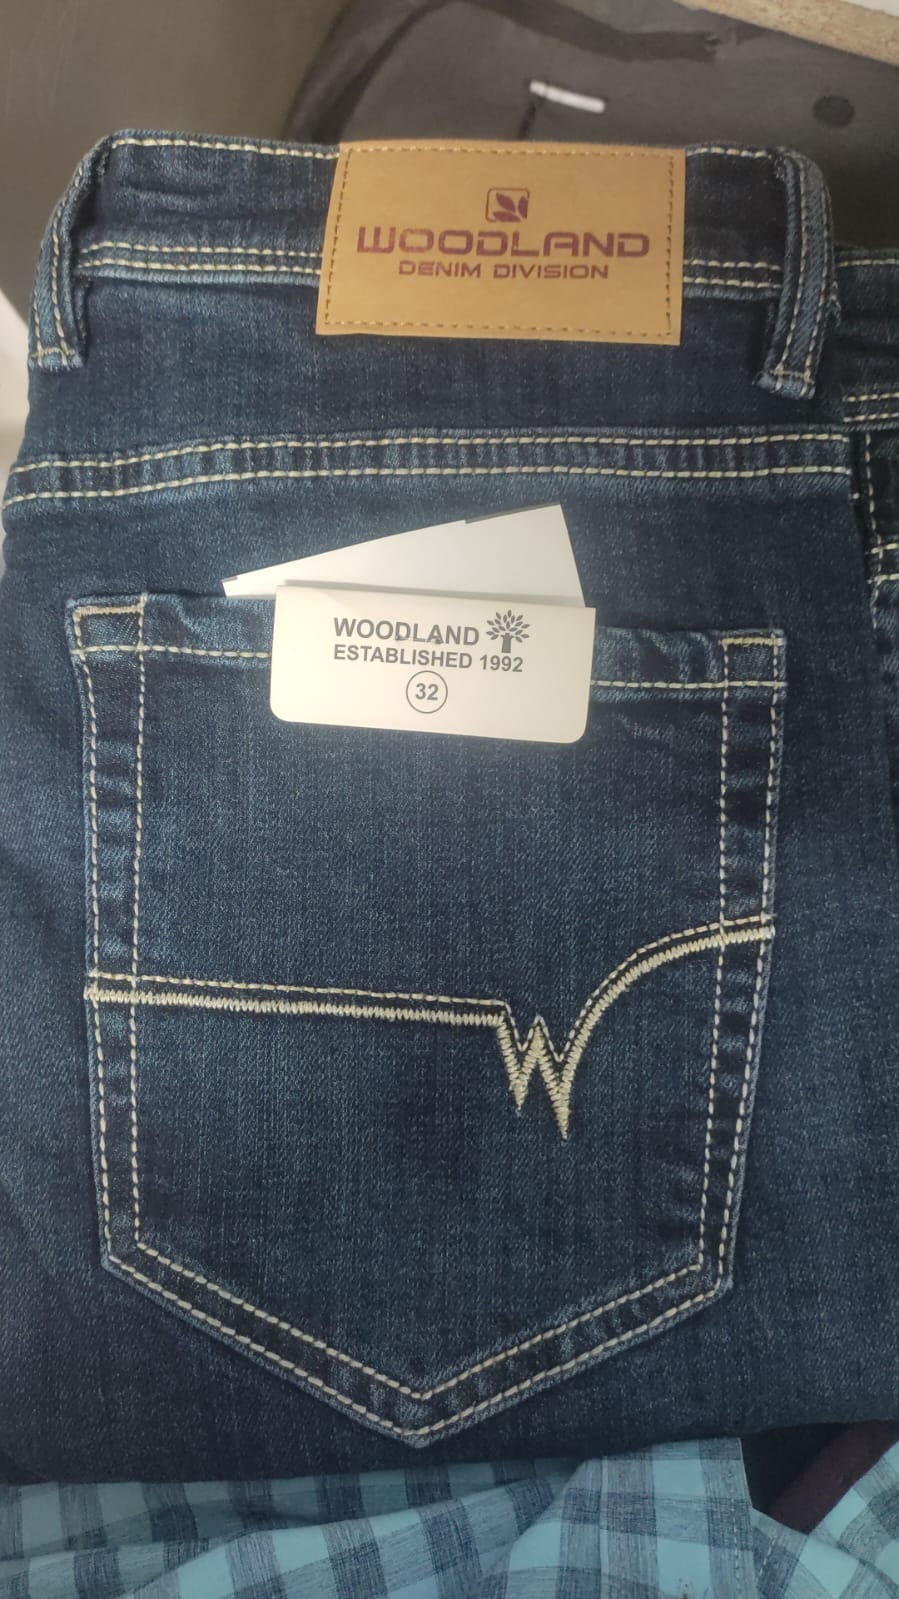 WOODLAND
DENIM DIVISION
WOODLAND
ESTABLISHED 1992
32